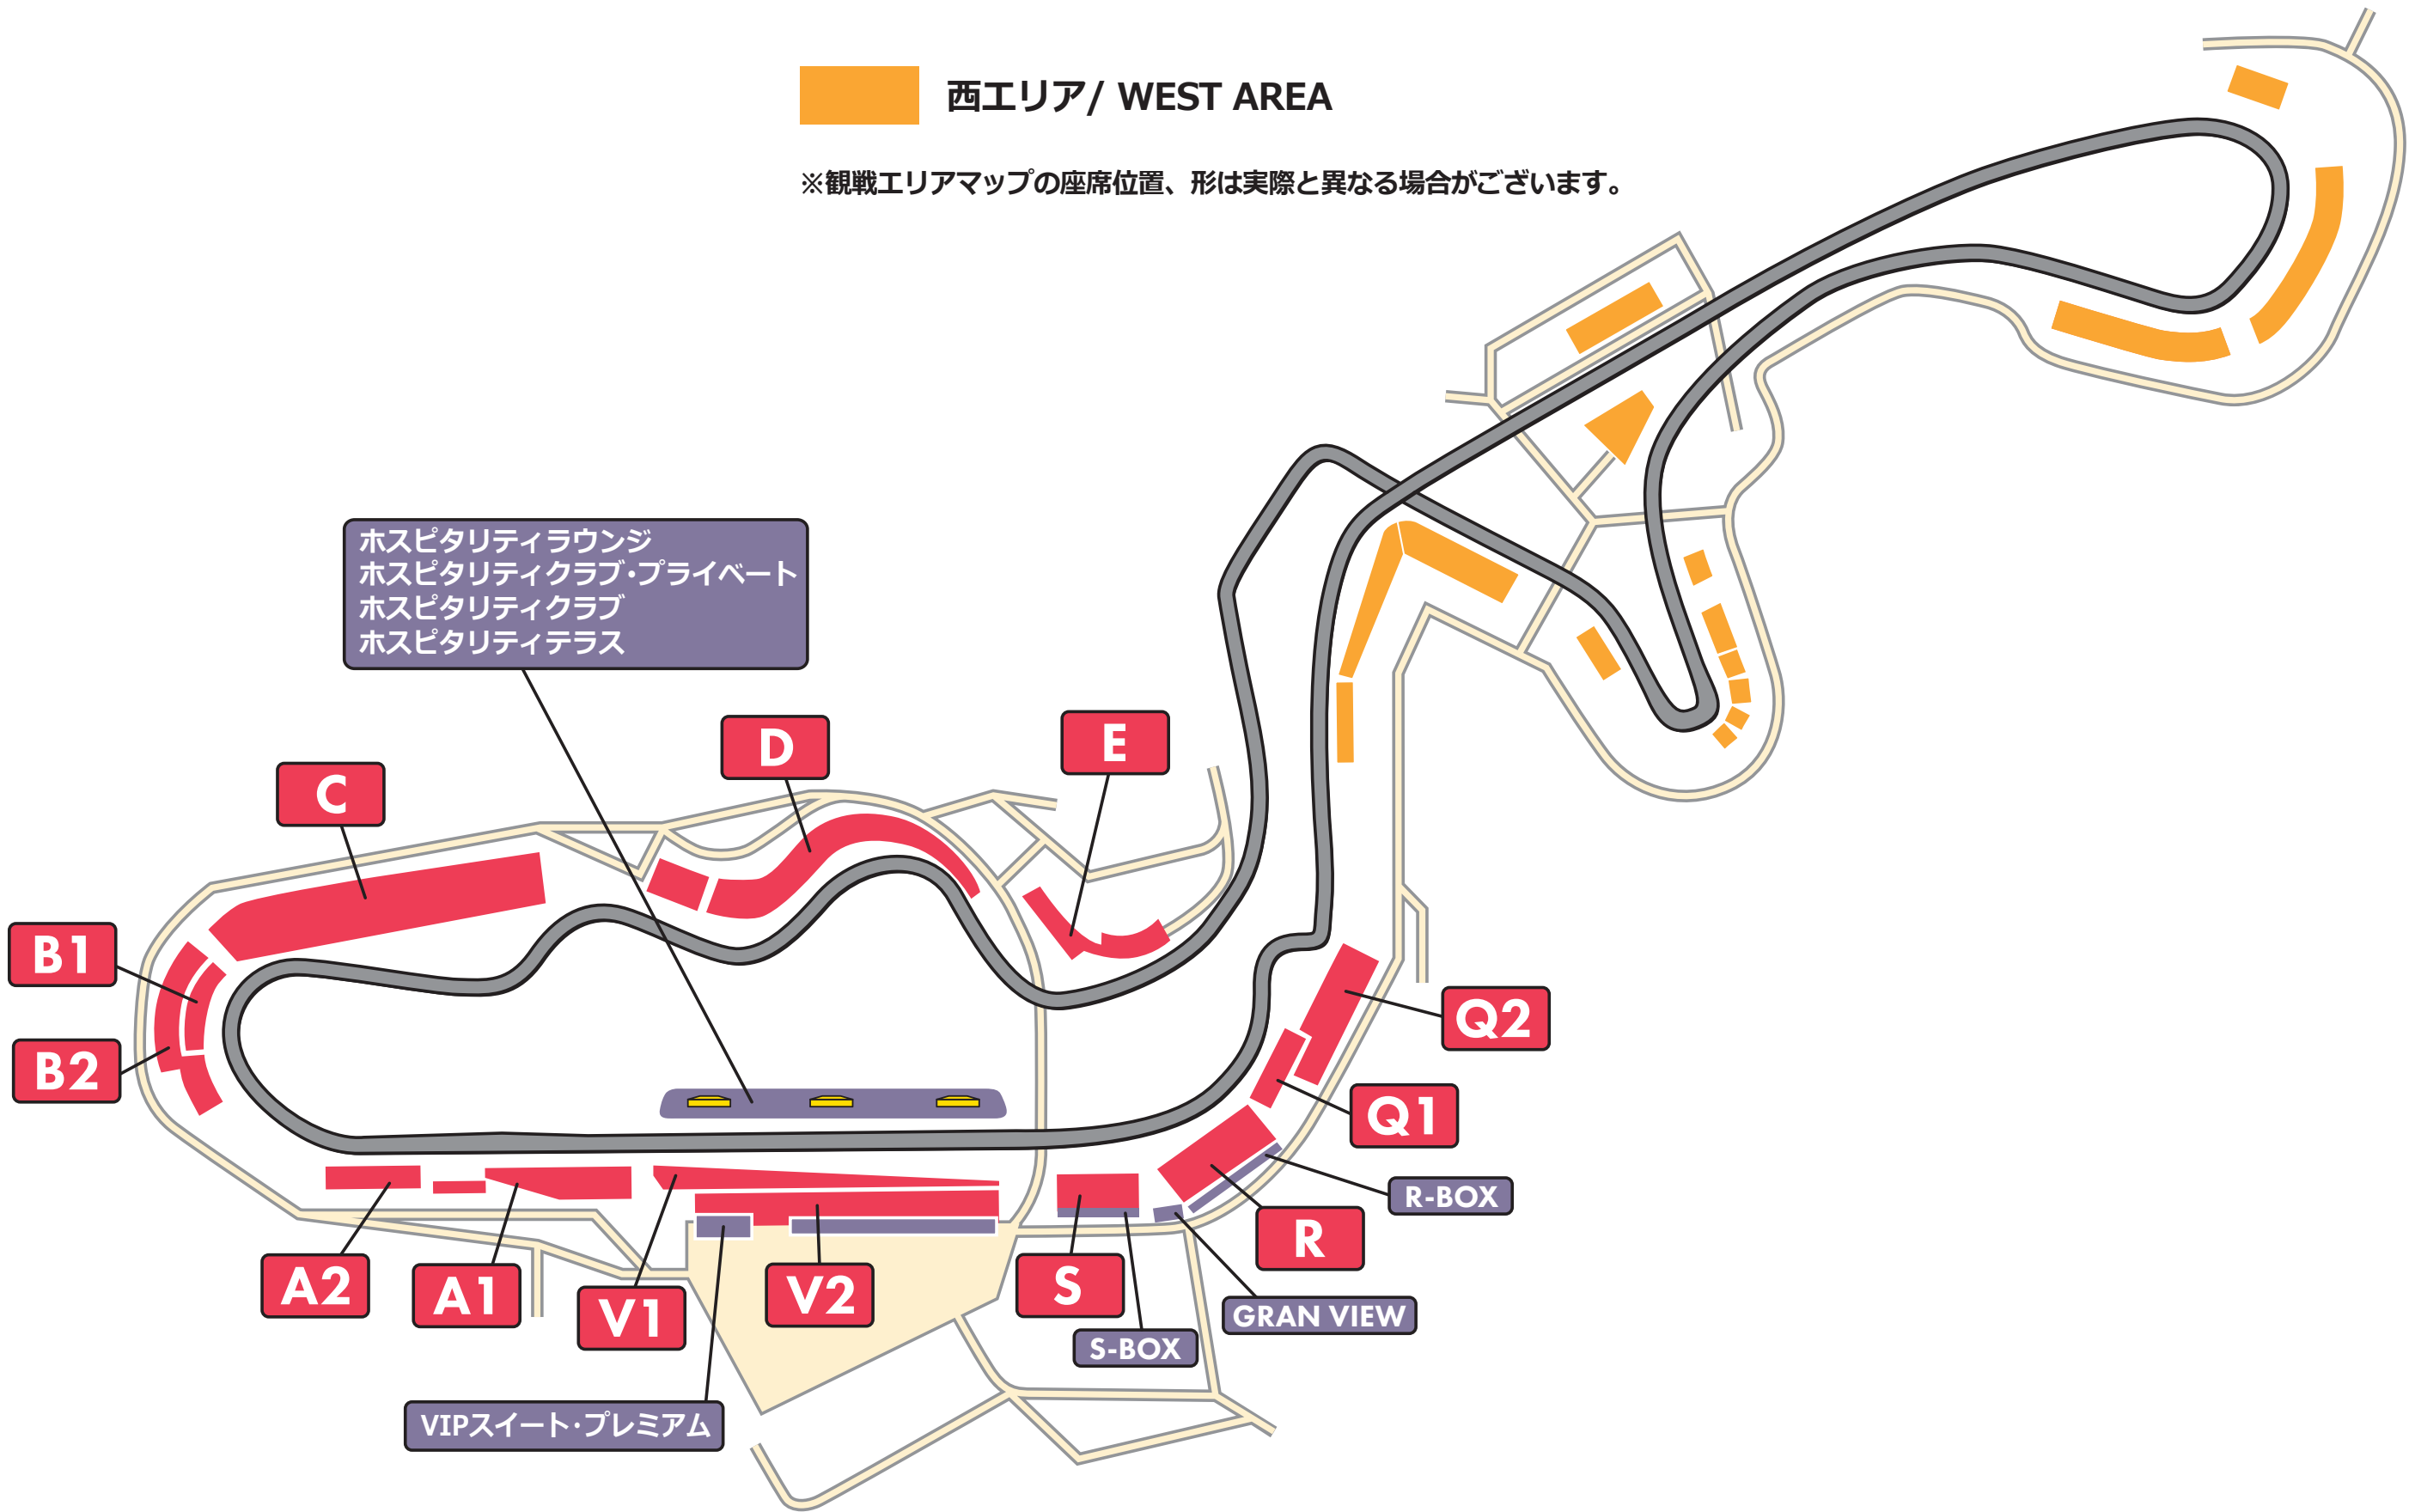 西エリア/ WEST AREA
※観戦エリアマップの座席位置、形は実際と異なる場合がございます。
ホスピタリティラウンジ
ホスピタリティクラブ・プライベート
ホスピタリティクラブ
ホスピタリティテラス
D
E
C
B1
B2
Q2
Q1
R-BOX
R
A2
A1
V1
V2
S
GRAN VIEW
S-BOX
VIPスイート・プレミアム